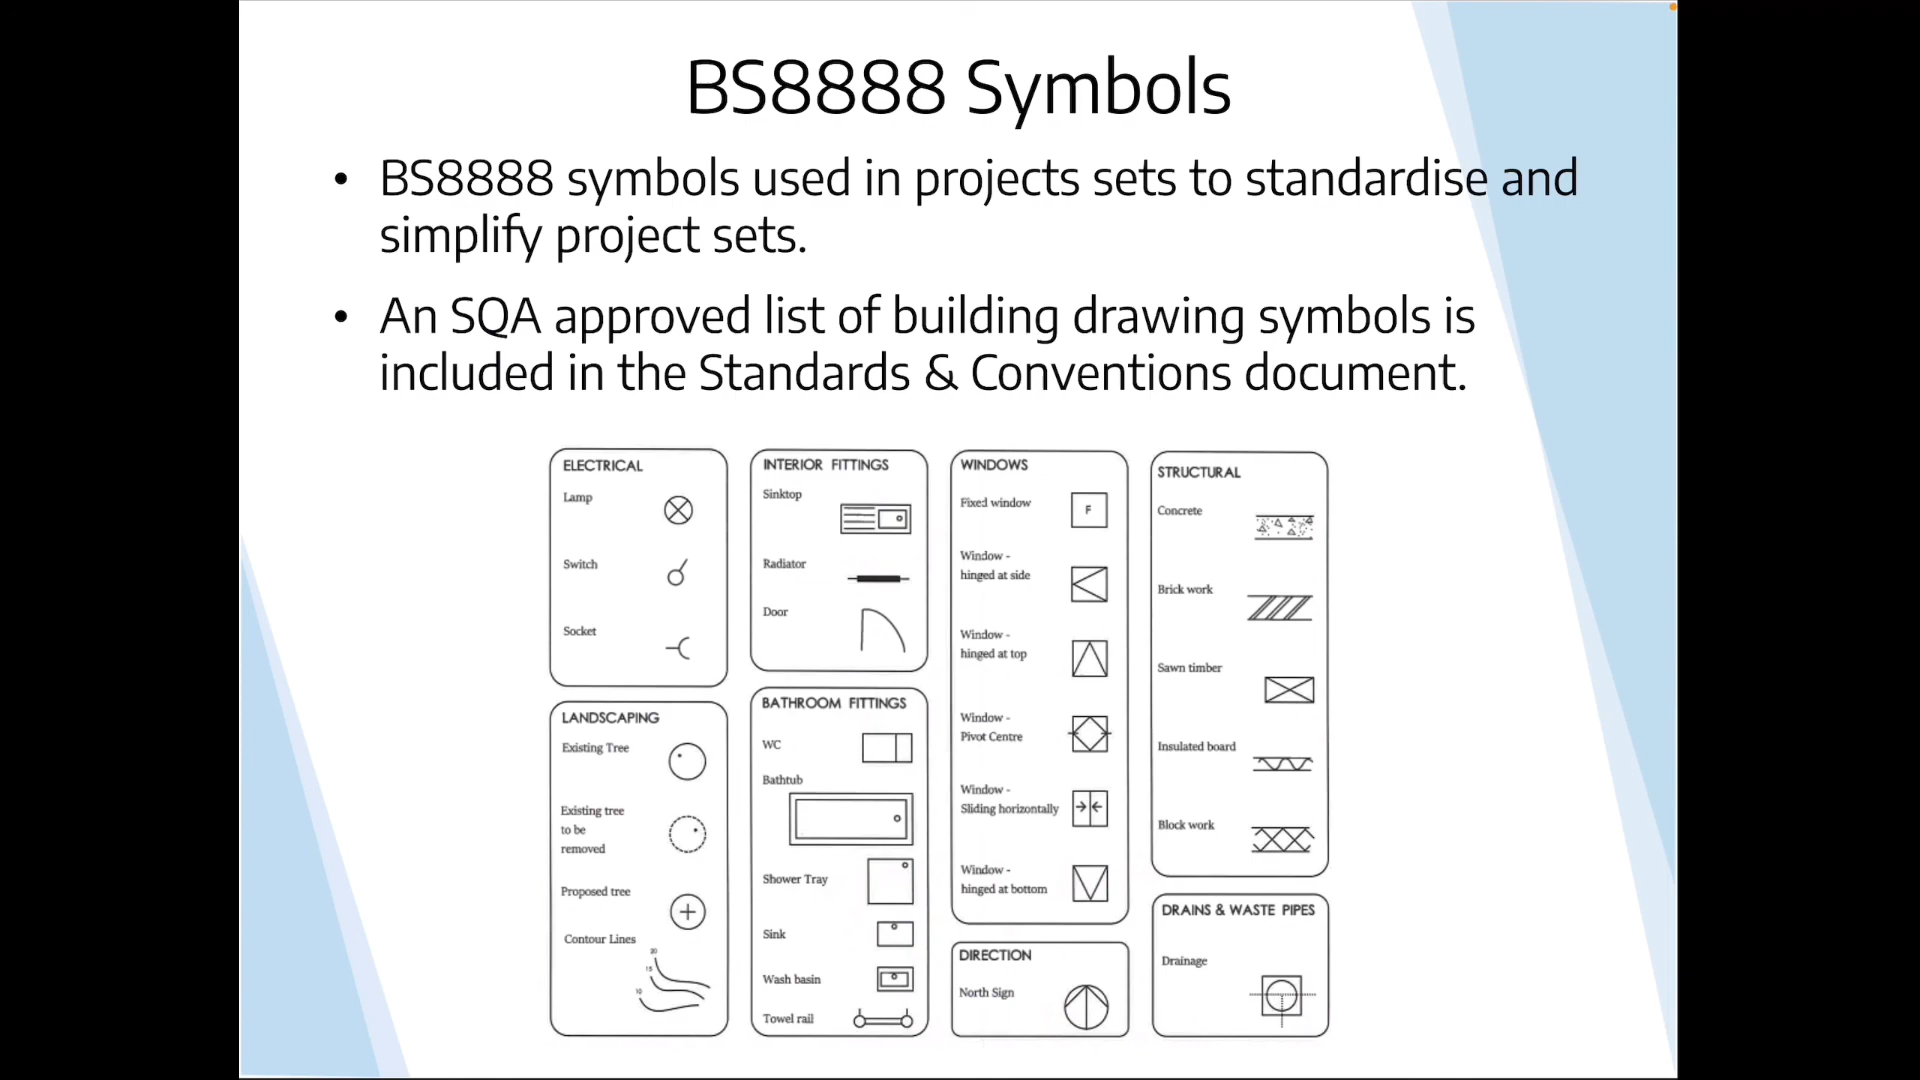 BS8888 Symbols
• BS8888 symbols used in projects sets to standardise and
simplify project sets.
• An SQA approved list of building drawing symbols is
included in the Standards & Conventions document.
ELECTRICAL
Lamp
Switch
Socket
LANDSCAPING
Existing Tree
Existing tree
to be
removed
Proposed tree
Contour Lines
20
15
10
INTERIOR FITTINGS
Sinktop
Radiator
Door
BATHROOM FITTINGS
WC
Bathtub
Shower Tray
Sink
Wash basin
Towel rail
WINDOWS
Fixed window
F
Window -
hinged at side
Window -
hinged at top
Window -
Pivot Centre
Window -
Sliding horizontally
Window -
hinged at bottom
DIRECTION
North Sign
STRUCTURAL
Concrete
Brick work
Sawn timber
Insulated board
Block work
DRAINS & WASTE PIPES
Drainage